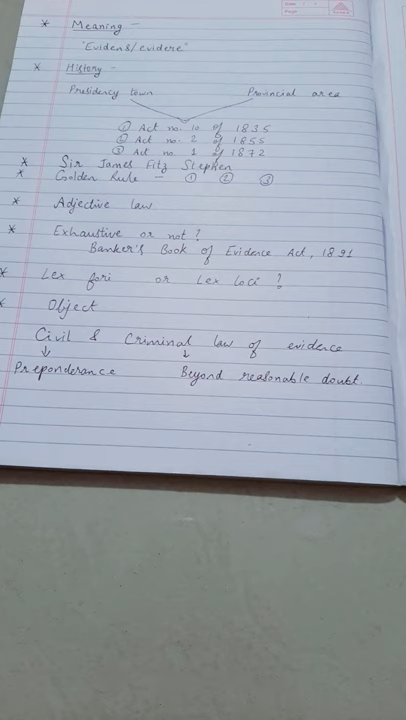 * Meaning -
"Evidens/evidere"
* History -
Presidency town Provincial area
① Act no. 10 of 1835
② Act no. 2 of 1855
③ Act no. 1 of 1872
* Sir James Fitz Stephen
* Golden Rule - ① ② ③
* Adjective law
* Exhaustive or not?
Banker's Book of Evidence Act, 1891
* Lex fori or Lex loci?
* Object
Civil & Criminal law of evidence
↓ ↓
Preponderance Beyond reasonable doubt.